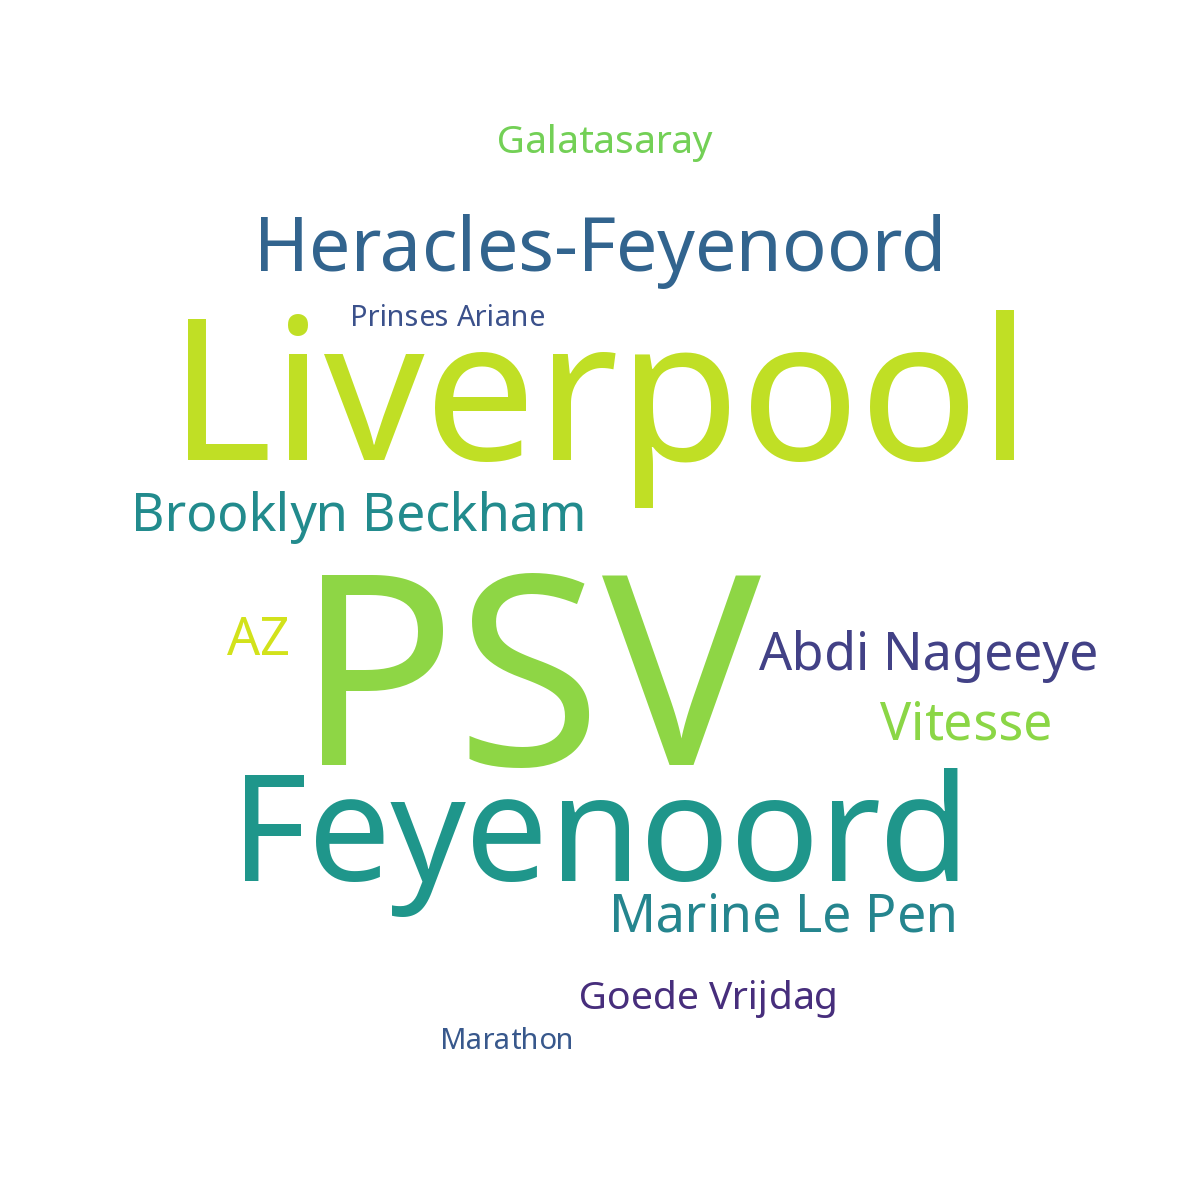 Galatasaray
Heracles-Feyenoord
Prinses Ariane
Liverpool
Brooklyn Beckham
PSV
AZ
Abdi Nageeye
Vitesse
Feyenoord
Marine Le Pen
Goede Vrijdag
Marathon